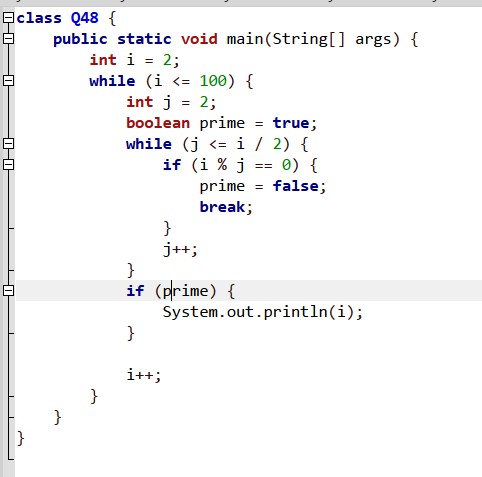 class Q48 {
    public static void main(String[] args) {
        int i = 2;
        while (i <= 100) {
            int j = 2;
            boolean prime = true;
            while (j <= i / 2) {
                if (i % j == 0) {
                    prime = false;
                    break;
                }
                j++;
            }
            if (prime) {
                System.out.println(i);
            }

            i++;
        }
    }
}